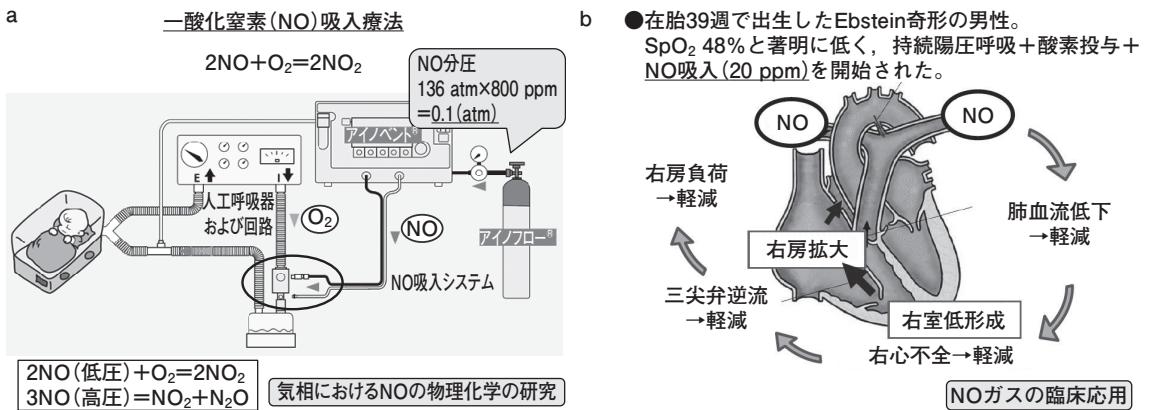 a
一酸化窒素(NO)吸入療法
2NO+O₂=2NO₂
NO分圧
136 atm×800 ppm
=0.1(atm)
アイノベント®
E
I
人工呼吸器
および回路
O₂
NO
アイノフロー®
NO吸入システム
2NO(低圧)+O₂=2NO₂
3NO(高圧)=NO₂+N₂O
気相におけるNOの物理化学の研究
b
●在胎39週で出生したEbstein奇形の男性。
SpO₂ 48%と著明に低く，持続陽圧呼吸+酸素投与+
NO吸入(20 ppm)を開始された。
NO
NO
右房負荷
→軽減
肺血流低下
→軽減
右房拡大
三尖弁逆流
→軽減
右室低形成
右心不全→軽減
NOガスの臨床応用